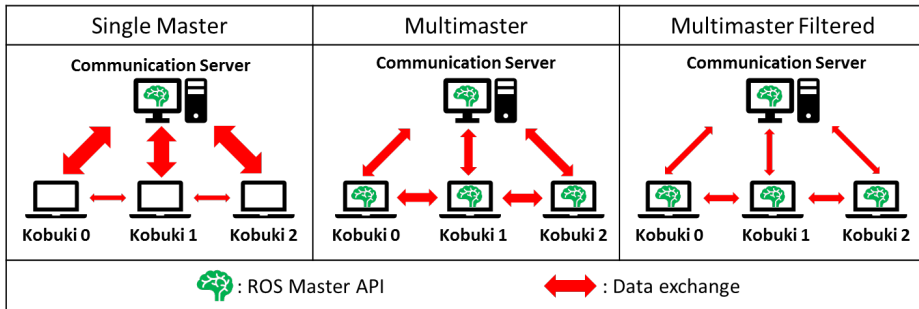 Single Master
Multimaster
Multimaster Filtered
Communication Server
Communication Server
Communication Server
Kobuki 0
Kobuki 1
Kobuki 2
Kobuki 0
Kobuki 1
Kobuki 2
Kobuki 0
Kobuki 1
Kobuki 2
: ROS Master API
: Data exchange